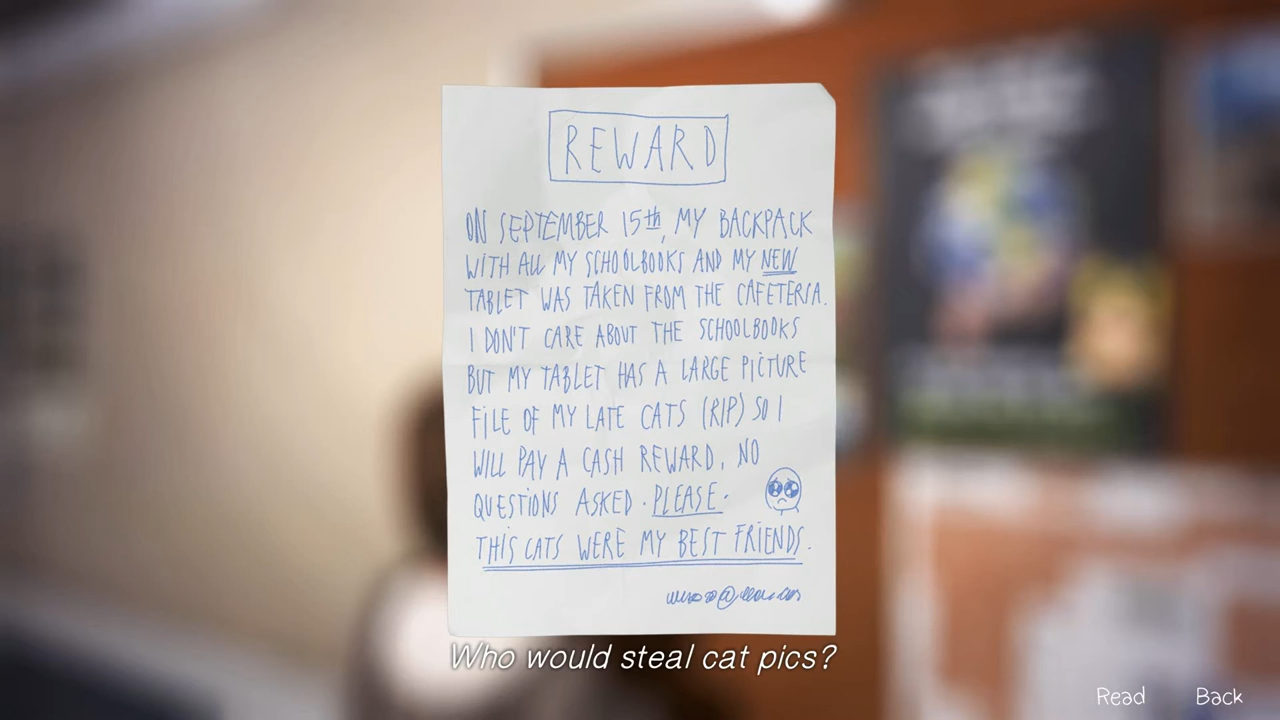 REWARD
ON SEPTEMBER 15th, MY BACKPACK
WITH ALL MY SCHOOLBOOKS AND MY NEW
TABLET WAS TAKEN FROM THE CAFETERIA.
I DON'T CARE ABOUT THE SCHOOLBOOKS
BUT MY TABLET HAS A LARGE PICTURE
FILE OF MY LATE CATS (RIP) SO I
WILL PAY A CASH REWARD, NO
QUESTIONS ASKED. PLEASE.
THIS CATS WERE MY BEST FRIENDS.
Who would steal cat pics?
Read Back